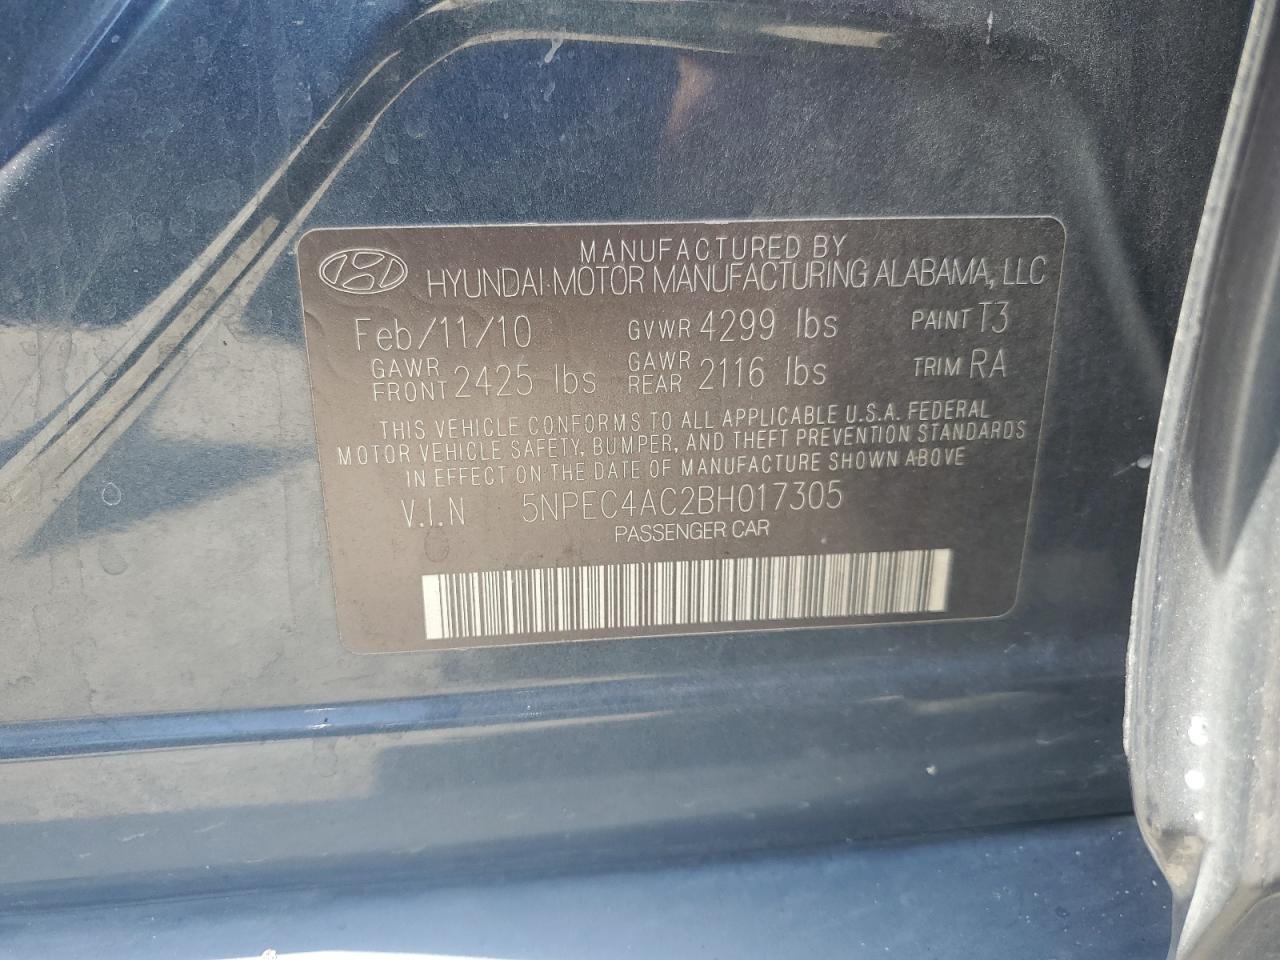 MANUFACTURED BY
HYUNDAI MOTOR MANUFACTURING ALABAMA, LLC
Feb/11/10 GVWR 4299 lbs PAINT T3
GAWR FRONT 2425 lbs GAWR REAR 2116 lbs TRIM RA
THIS VEHICLE CONFORMS TO ALL APPLICABLE U.S.A. FEDERAL
MOTOR VEHICLE SAFETY, BUMPER, AND THEFT PREVENTION STANDARDS
IN EFFECT ON THE DATE OF MANUFACTURE SHOWN ABOVE
V.I.N 5NPEC4AC2BH017305
PASSENGER CAR